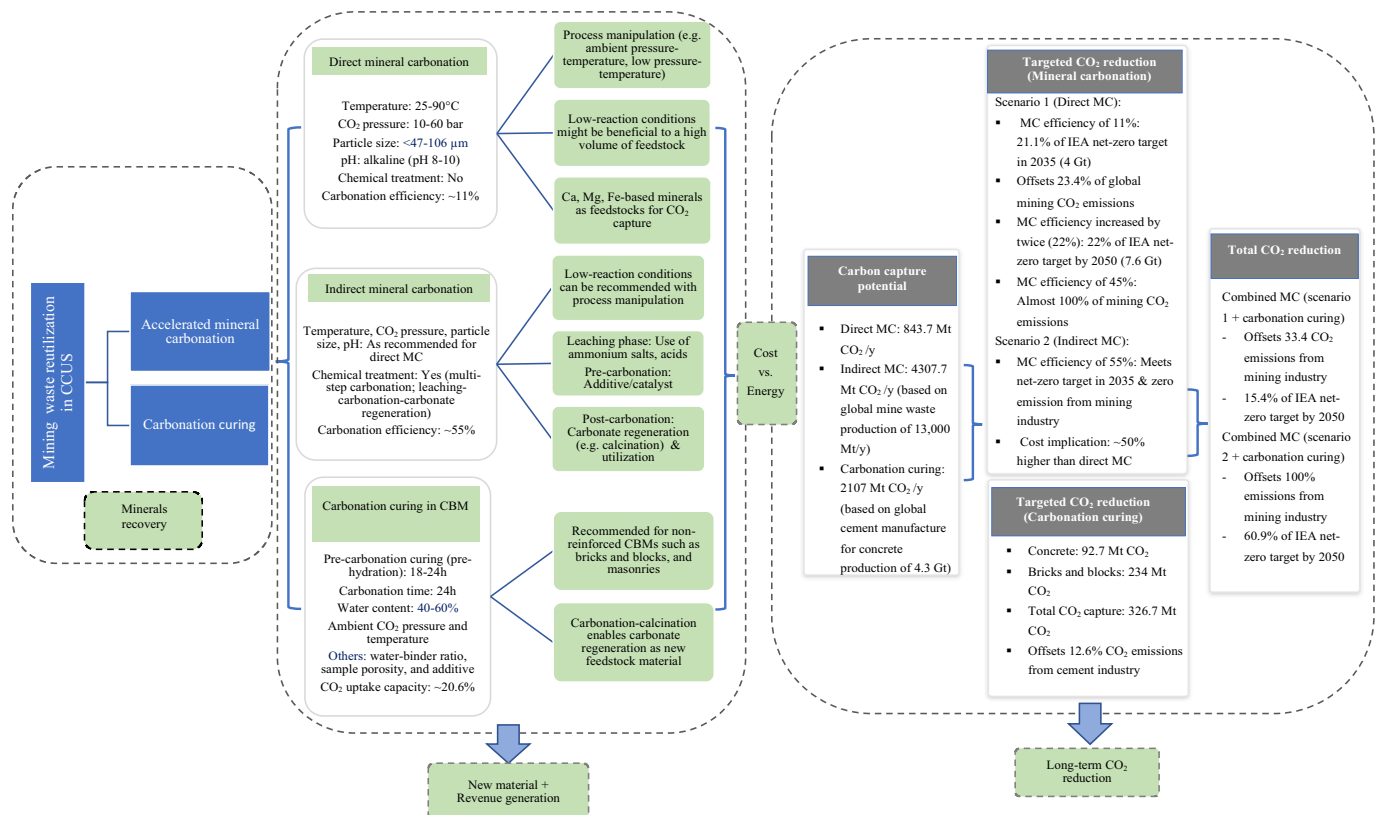 Mining waste reutilization
in CCUS
Accelerated mineral
carbonation
Carbonation curing
Minerals
recovery
Direct mineral carbonation
Temperature: 25-90°C
CO₂ pressure: 10-60 bar
Particle size: <47-106 µm
pH: alkaline (pH 8-10)
Chemical treatment: No
Carbonation efficiency: ~11%
Process manipulation (e.g.
ambient pressure-
temperature, low pressure-
temperature)
Low-reaction conditions
might be beneficial to a high
volume of feedstock
Ca, Mg, Fe-based minerals
as feedstocks for CO₂
capture
Indirect mineral carbonation
Temperature, CO₂ pressure, particle
size, pH: As recommended for
direct MC
Chemical treatment: Yes (multi-
step carbonation; leaching-
carbonation-carbonate
regeneration)
Carbonation efficiency: ~55%
Low-reaction conditions
can be recommended with
process manipulation
Leaching phase: Use of
ammonium salts, acids
Pre-carbonation:
Additive/catalyst
Post-carbonation:
Carbonate regeneration
(e.g. calcination) &
utilization
Carbonation curing in CBM
Pre-carbonation curing (pre-
hydration): 18-24h
Carbonation time: 24h
Water content: 40-60%
Ambient CO₂ pressure and
temperature
Others: water-binder ratio,
sample porosity, and additive
CO₂ uptake capacity: ~20.6%
Recommended for non-
reinforced CBMs such as
bricks and blocks, and
masonries
Carbonation-calcination
enables carbonate
regeneration as new
feedstock material
New material +
Revenue generation
Cost
vs.
Energy
Carbon capture
potential
▪ Direct MC: 843.7 Mt
CO₂ /y
▪ Indirect MC: 4307.7
Mt CO₂ /y (based on
global mine waste
production of 13,000
Mt/y)
▪ Carbonation curing:
2107 Mt CO₂ /y
(based on global
cement manufacture
for concrete
production of 4.3 Gt)
Targeted CO₂ reduction
(Mineral carbonation)
Scenario 1 (Direct MC):
▪ MC efficiency of 11%:
21.1% of IEA net-zero target
in 2035 (4 Gt)
▪ Offsets 23.4% of global
mining CO₂ emissions
▪ MC efficiency increased by
twice (22%): 22% of IEA net-
zero target by 2050 (7.6 Gt)
▪ MC efficiency of 45%:
Almost 100% of mining CO₂
emissions
Scenario 2 (Indirect MC):
▪ MC efficiency of 55%: Meets
net-zero target in 2035 & zero
emission from mining
industry
▪ Cost implication: ~50%
higher than direct MC
Targeted CO₂ reduction
(Carbonation curing)
▪ Concrete: 92.7 Mt CO₂
▪ Bricks and blocks: 234 Mt
CO₂
▪ Total CO₂ capture: 326.7 Mt
CO₂
▪ Offsets 12.6% CO₂ emissions
from cement industry
Total CO₂ reduction
Combined MC (scenario
1 + carbonation curing)
- Offsets 33.4 CO₂
emissions from
mining industry
- 15.4% of IEA net-
zero target by 2050
Combined MC (scenario
2 + carbonation curing)
- Offsets 100%
emissions from
mining industry
- 60.9% of IEA net-
zero target by 2050
Long-term CO₂
reduction